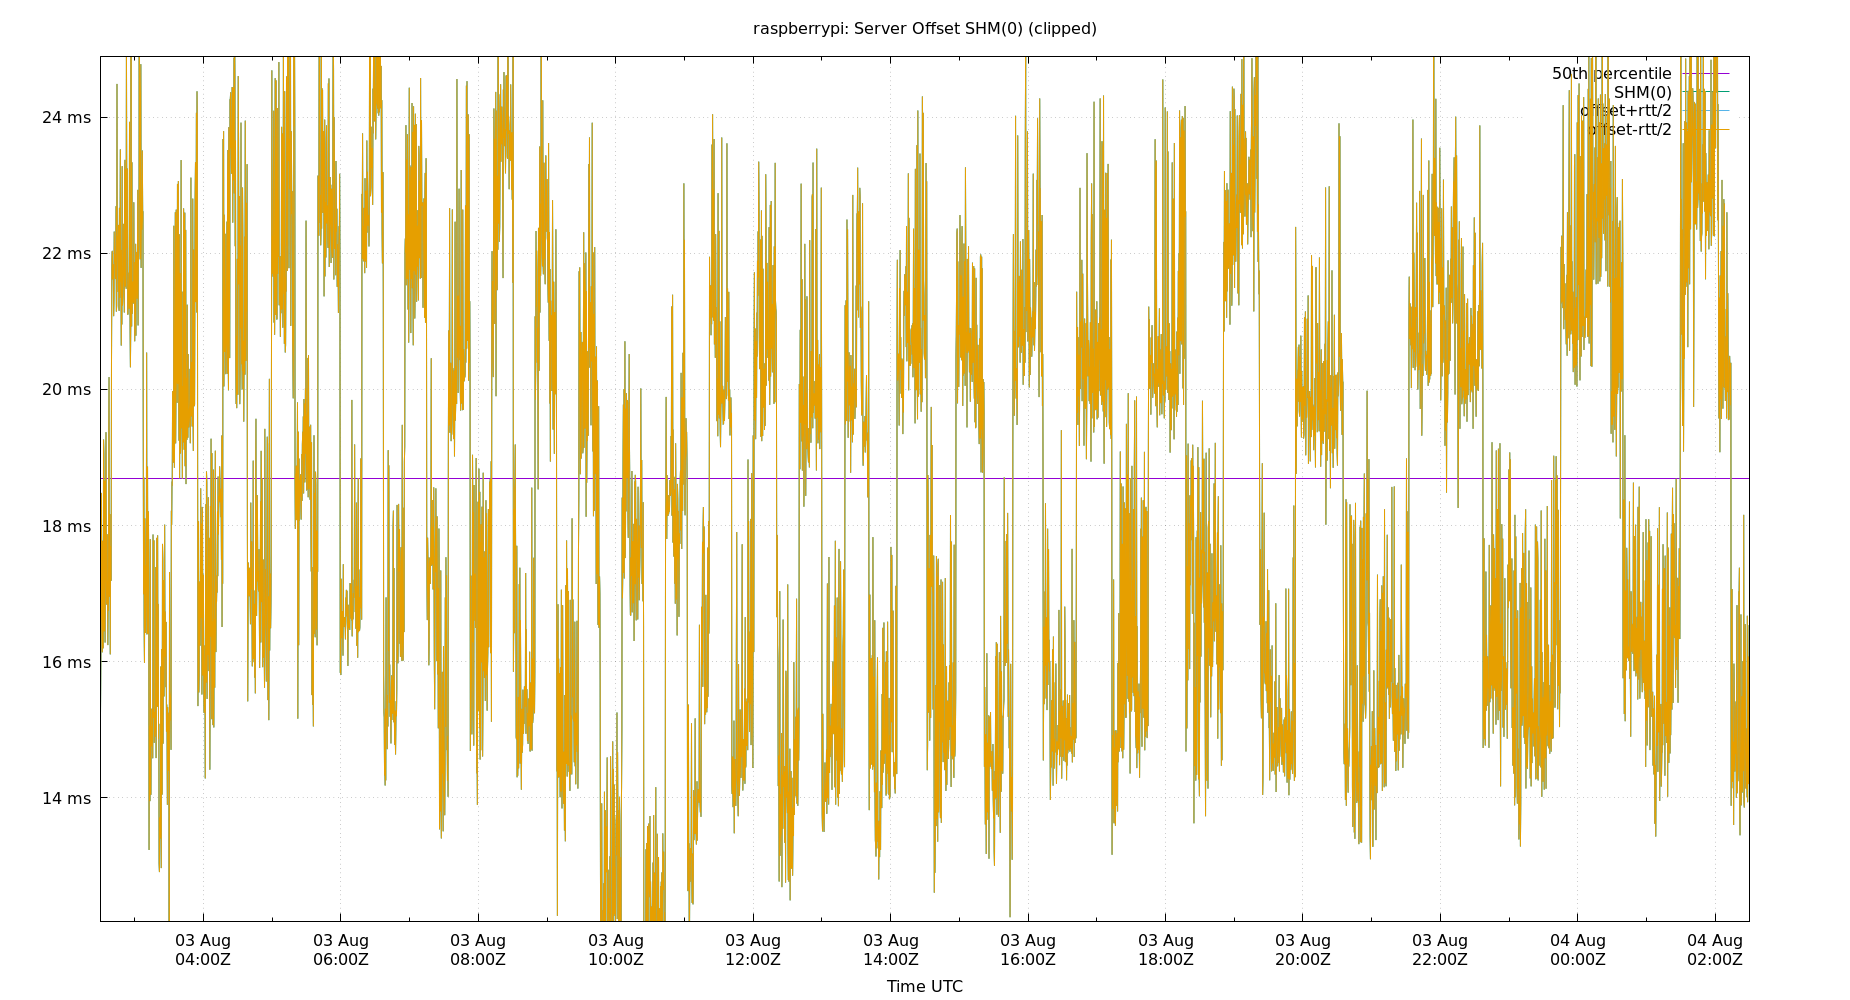 raspberrypi: Server Offset SHM(0) (clipped)
50th percentile
SHM(0)
offset+rtt/2
offset-rtt/2
24 ms
22 ms
20 ms
18 ms
16 ms
14 ms
03 Aug 03 Aug 03 Aug 03 Aug 03 Aug 03 Aug 03 Aug 03 Aug 03 Aug 03 Aug 04 Aug 04 Aug
04:00Z 06:00Z 08:00Z 10:00Z 12:00Z 14:00Z 16:00Z 18:00Z 20:00Z 22:00Z 00:00Z 02:00Z
Time UTC